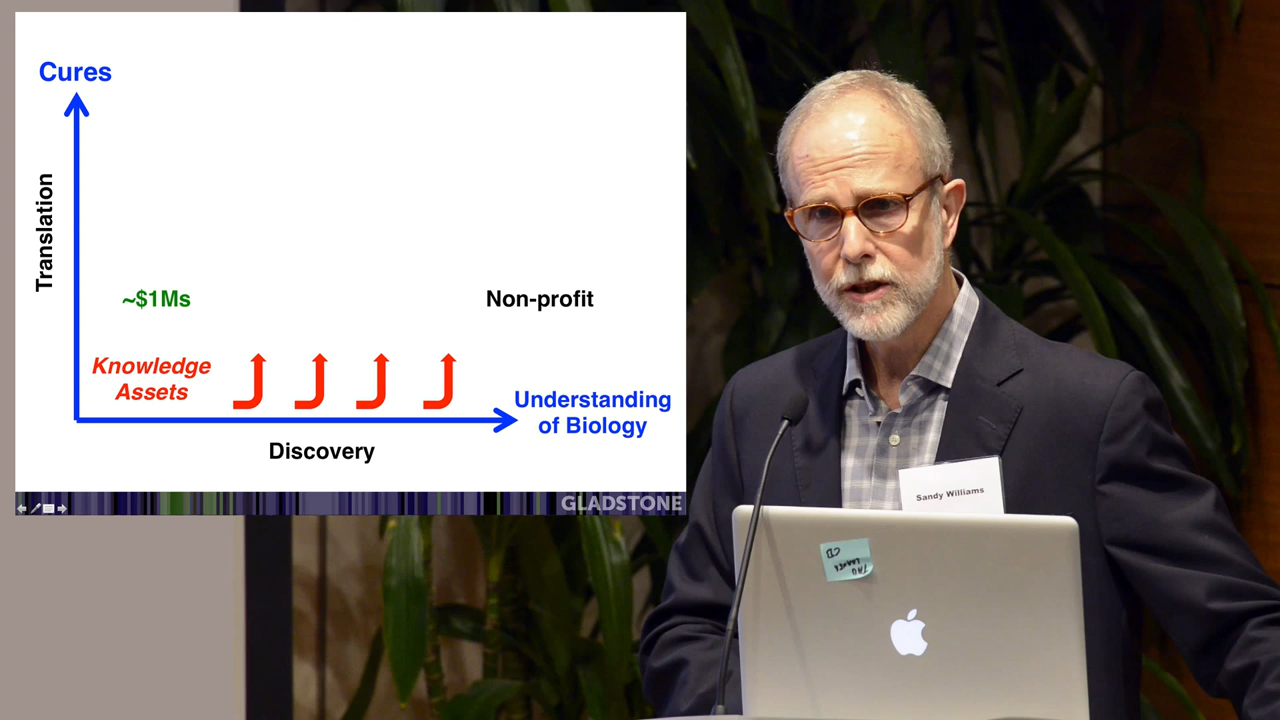 Cures
Translation
~$1Ms
Non-profit
Knowledge
Assets
Understanding
of Biology
Discovery
GLADSTONE
Sandy Williams